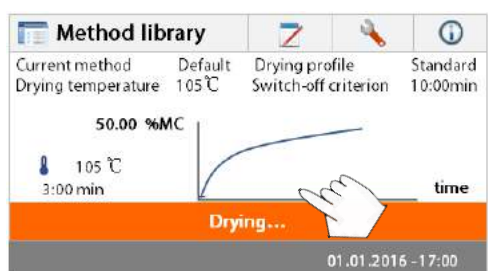 Method library
Current method Default Drying profile Standard
Drying temperature 105℃ Switch-off criterion 10:00min
50.00 %MC
105 ℃
3:00 min
time
Drying...
01.01.2016 -17:00